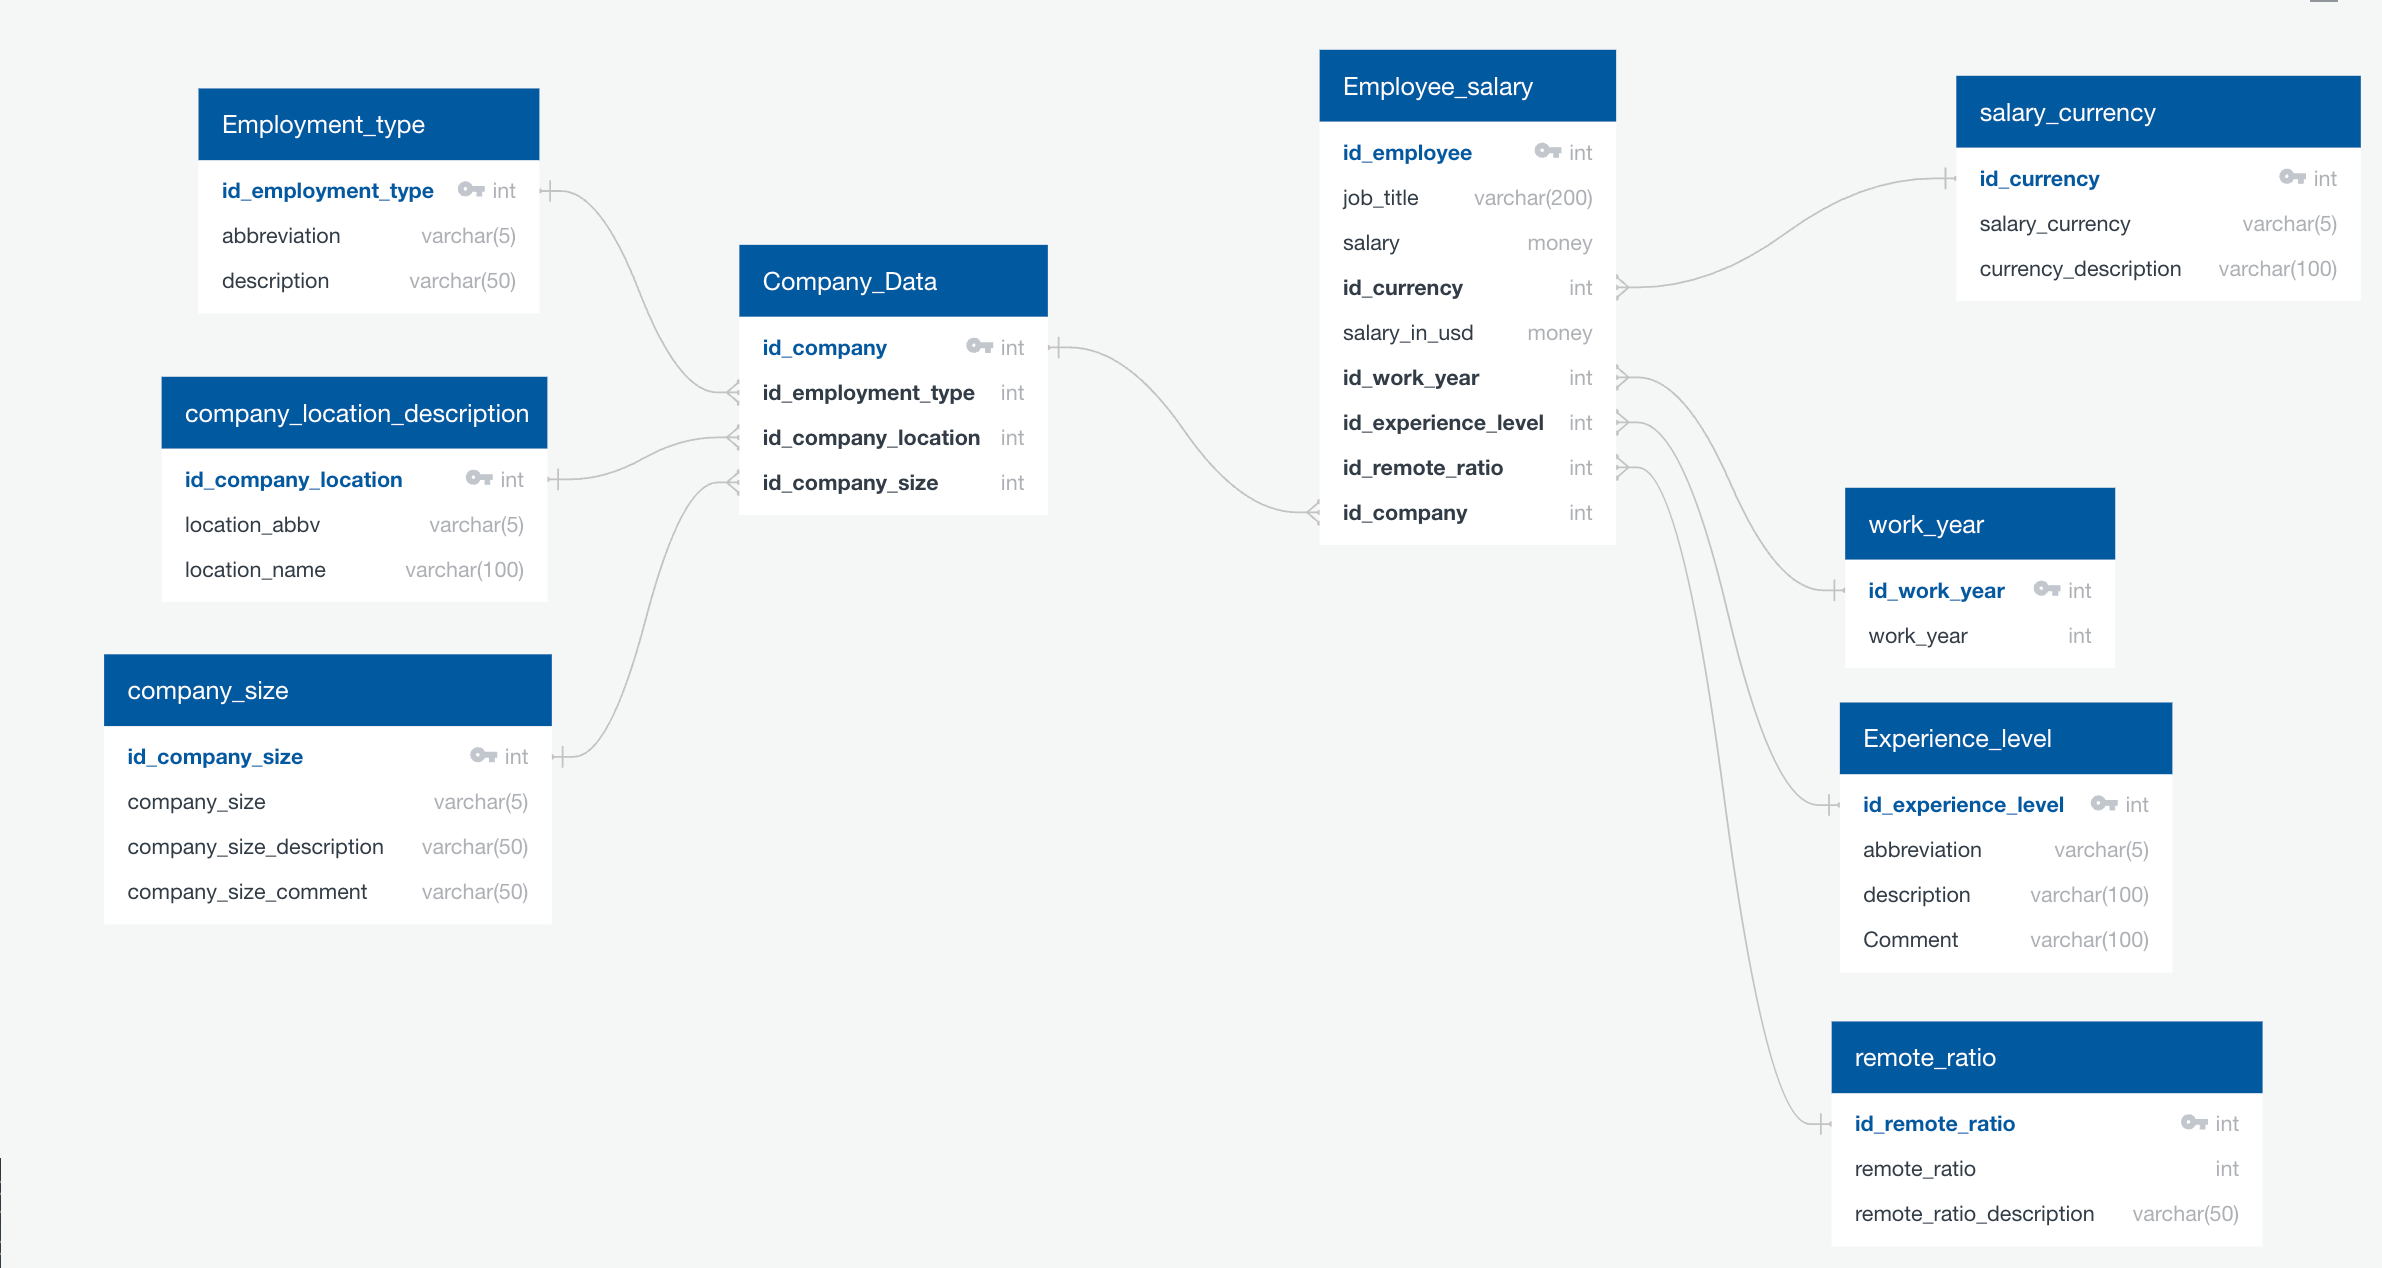 Employment_type
id_employment_type int
abbreviation varchar(5)
description varchar(50)
company_location_description
id_company_location int
location_abbv varchar(5)
location_name varchar(100)
company_size
id_company_size int
company_size varchar(5)
company_size_description varchar(50)
company_size_comment varchar(50)
Company_Data
id_company int
id_employment_type int
id_company_location int
id_company_size int
Employee_salary
id_employee int
job_title varchar(200)
salary money
id_currency int
salary_in_usd money
id_work_year int
id_experience_level int
id_remote_ratio int
id_company int
salary_currency
id_currency int
salary_currency varchar(5)
currency_description varchar(100)
work_year
id_work_year int
work_year int
Experience_level
id_experience_level int
abbreviation varchar(5)
description varchar(100)
Comment varchar(100)
remote_ratio
id_remote_ratio int
remote_ratio int
remote_ratio_description varchar(50)